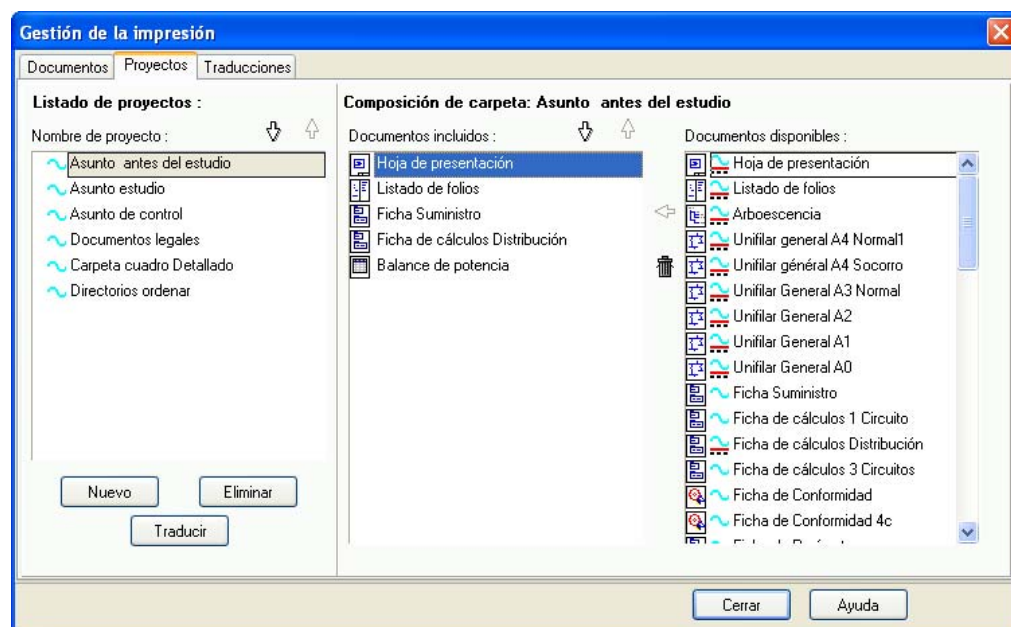 Gestión de la impresión
Documentos Proyectos Traducciones
Listado de proyectos :
Nombre de proyecto :
Asunto antes del estudio
Asunto estudio
Asunto de control
Documentos legales
Carpeta cuadro Detallado
Directorios ordenar
Nuevo Eliminar
Traducir
Composición de carpeta: Asunto antes del estudio
Documentos incluidos :
Hoja de presentación
Listado de folios
Ficha Suministro
Ficha de cálculos Distribución
Balance de potencia
Documentos disponibles :
Hoja de presentación
Listado de folios
Arboescencia
Unifilar general A4 Normal1
Unifilar génêral A4 Socorro
Unifilar General A3 Normal
Unifilar General A2
Unifilar General A1
Unifilar General A0
Ficha Suministro
Ficha de cálculos 1 Circuito
Ficha de cálculos Distribución
Ficha de cálculos 3 Circuitos
Ficha de Conformidad
Ficha de Conformidad 4c
Cerrar Ayuda